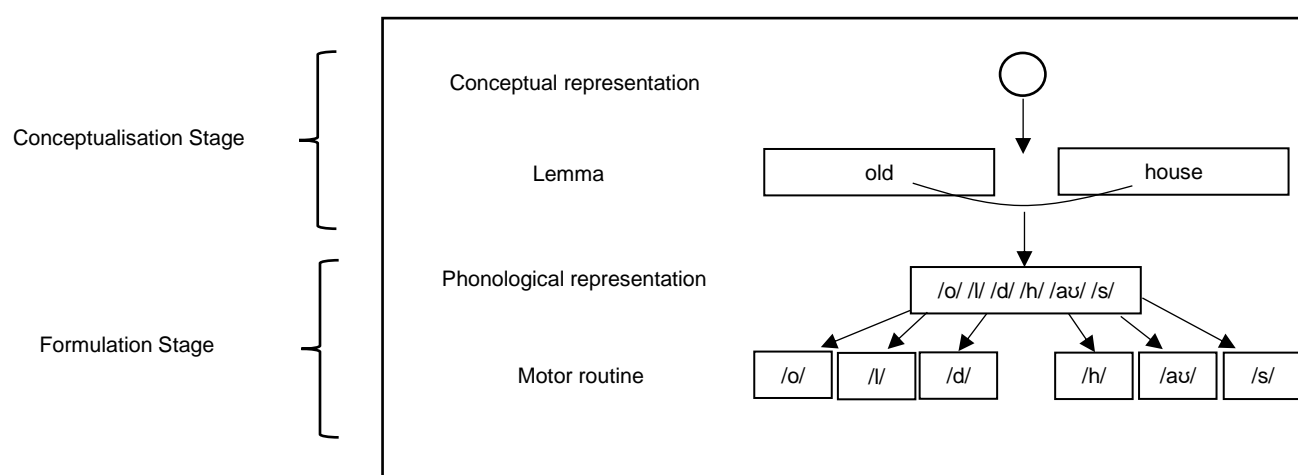 Conceptual representation
Conceptualisation Stage
Lemma
old
house
Phonological representation
/o/ /l/ /d/ /h/ /aʊ/ /s/
Formulation Stage
Motor routine
/o/
/l/
/d/
/h/
/aʊ/
/s/